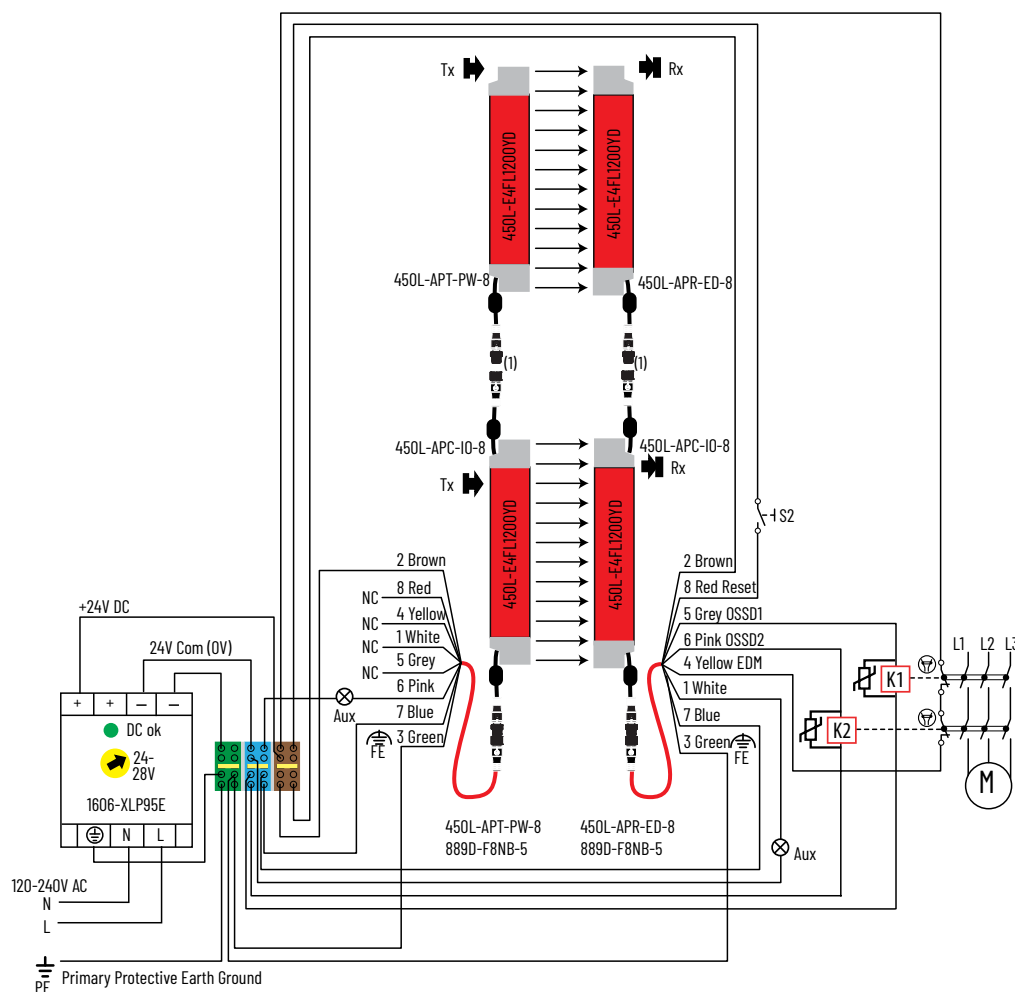 Tx
Rx
450L-E4FL1200YD
450L-E4FL1200YD
450L-APT-PW-8
450L-APR-ED-8
(1)
(1)
450L-APC-IO-8
450L-APC-IO-8
Tx
Rx
450L-E4FL1200YD
450L-E4FL1200YD
S2
2 Brown
8 Red
NC
4 Yellow
NC
1 White
NC
5 Grey
NC
6 Pink
Aux
7 Blue
3 Green
FE
2 Brown
8 Red Reset
5 Grey OSSD1
6 Pink OSSD2
4 Yellow EDM
1 White
7 Blue
3 Green
FE
+24V DC
24V Com (0V)
+ + — —
DC ok
24-
28V
1606-XLP95E
N L
L1 L2 L3
K1
K2
M
450L-APT-PW-8
889D-F8NB-5
450L-APR-ED-8
889D-F8NB-5
Aux
120-240V AC
N
L
PE
Primary Protective Earth Ground